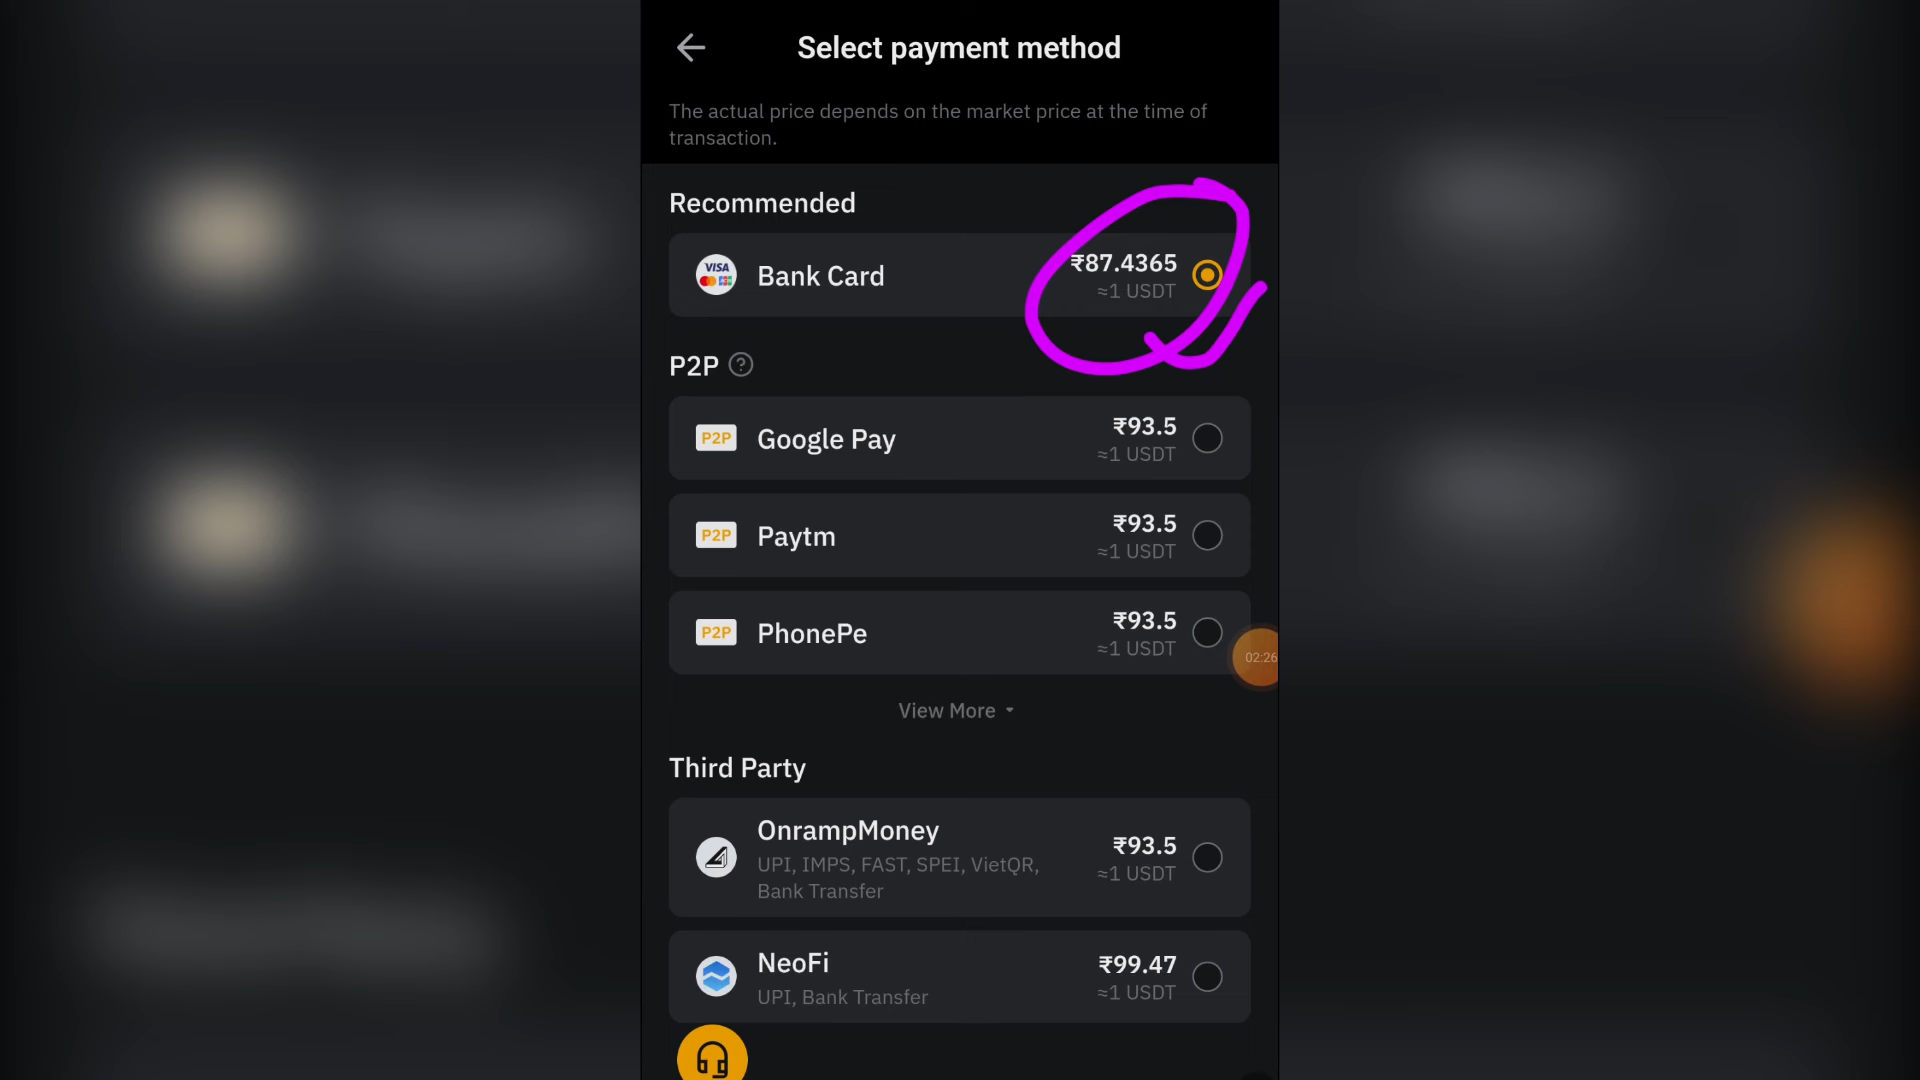 Select payment method
The actual price depends on the market price at the time of
transaction.
Recommended
VISA
Bank Card
₹87.4365
≈1 USDT
P2P ?
P2P
Google Pay
₹93.5
≈1 USDT
P2P
Paytm
₹93.5
≈1 USDT
P2P
PhonePe
₹93.5
≈1 USDT
02:26
View More
Third Party
OnrampMoney
UPI, IMPS, FAST, SPEI, VietQR,
Bank Transfer
₹93.5
≈1 USDT
NeoFi
UPI, Bank Transfer
₹99.47
≈1 USDT